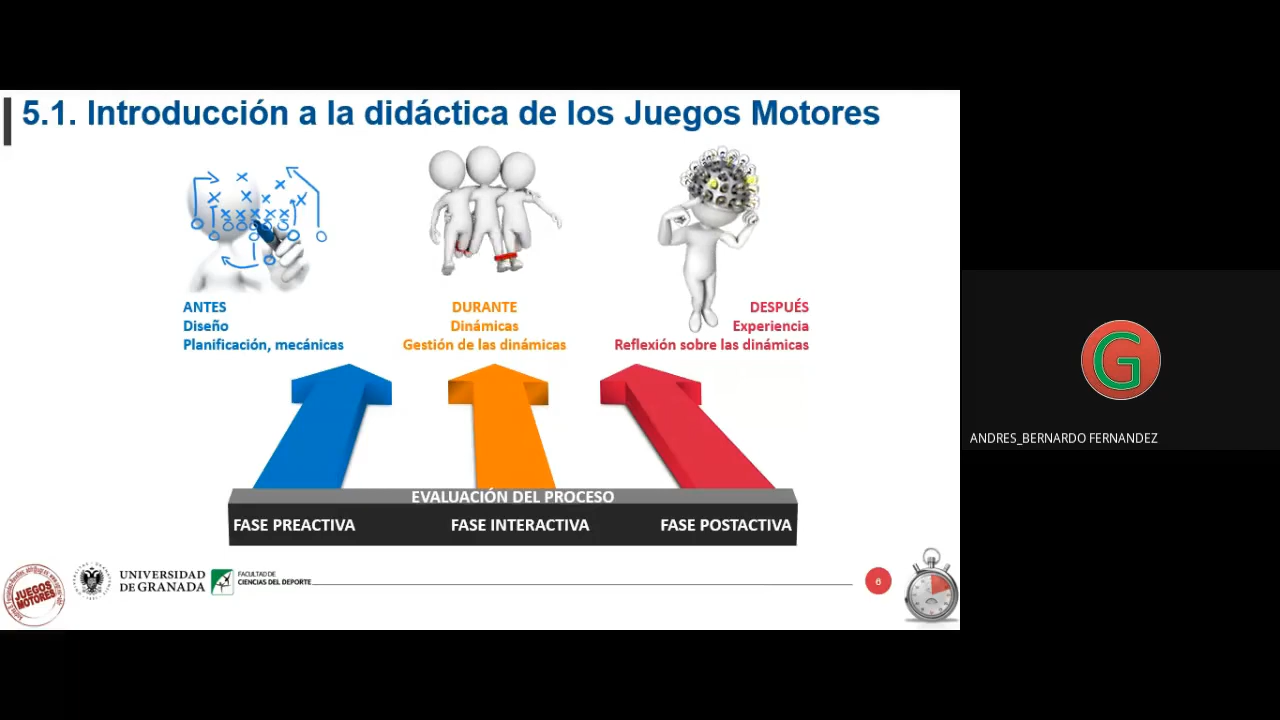 5.1. Introducción a la didáctica de los Juegos Motores
ANTES
Diseño
Planificación, mecánicas
DURANTE
Dinámicas
Gestión de las dinámicas
DESPUÉS
Experiencia
Reflexión sobre las dinámicas
EVALUACIÓN DEL PROCESO
FASE PREACTIVA
FASE INTERACTIVA
FASE POSTACTIVA
JUEGOS
MOTORES
UNIVERSIDAD
DE GRANADA
FACULTAD DE
CIENCIAS DEL DEPORTE
6
G
ANDRES_BERNARDO FERNANDEZ